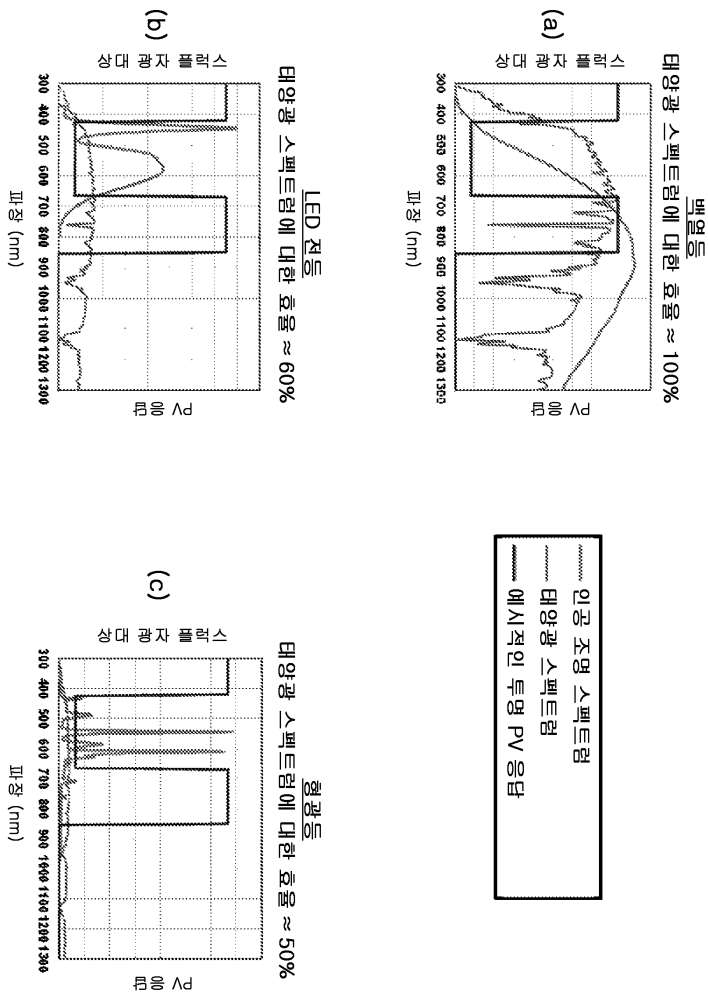 (a)
백열등
태양광 스펙트럼에 대한 효율 ≈ 100%
상대 광자 플럭스
300 400 500 600 700 800 900 1000 1100 1200 1300
파장 (nm)
PV 응답
인공 조명 스펙트럼
태양광 스펙트럼
예시적인 투명 PV 응답
(b)
LED 전등
태양광 스펙트럼에 대한 효율 ≈ 60%
상대 광자 플럭스
300 400 500 600 700 800 900 1000 1100 1200 1300
파장 (nm)
PV 응답
(c)
형광등
태양광 스펙트럼에 대한 효율 ≈ 50%
상대 광자 플럭스
300 400 500 600 700 800 900 1000 1100 1200 1300
파장 (nm)
PV 응답